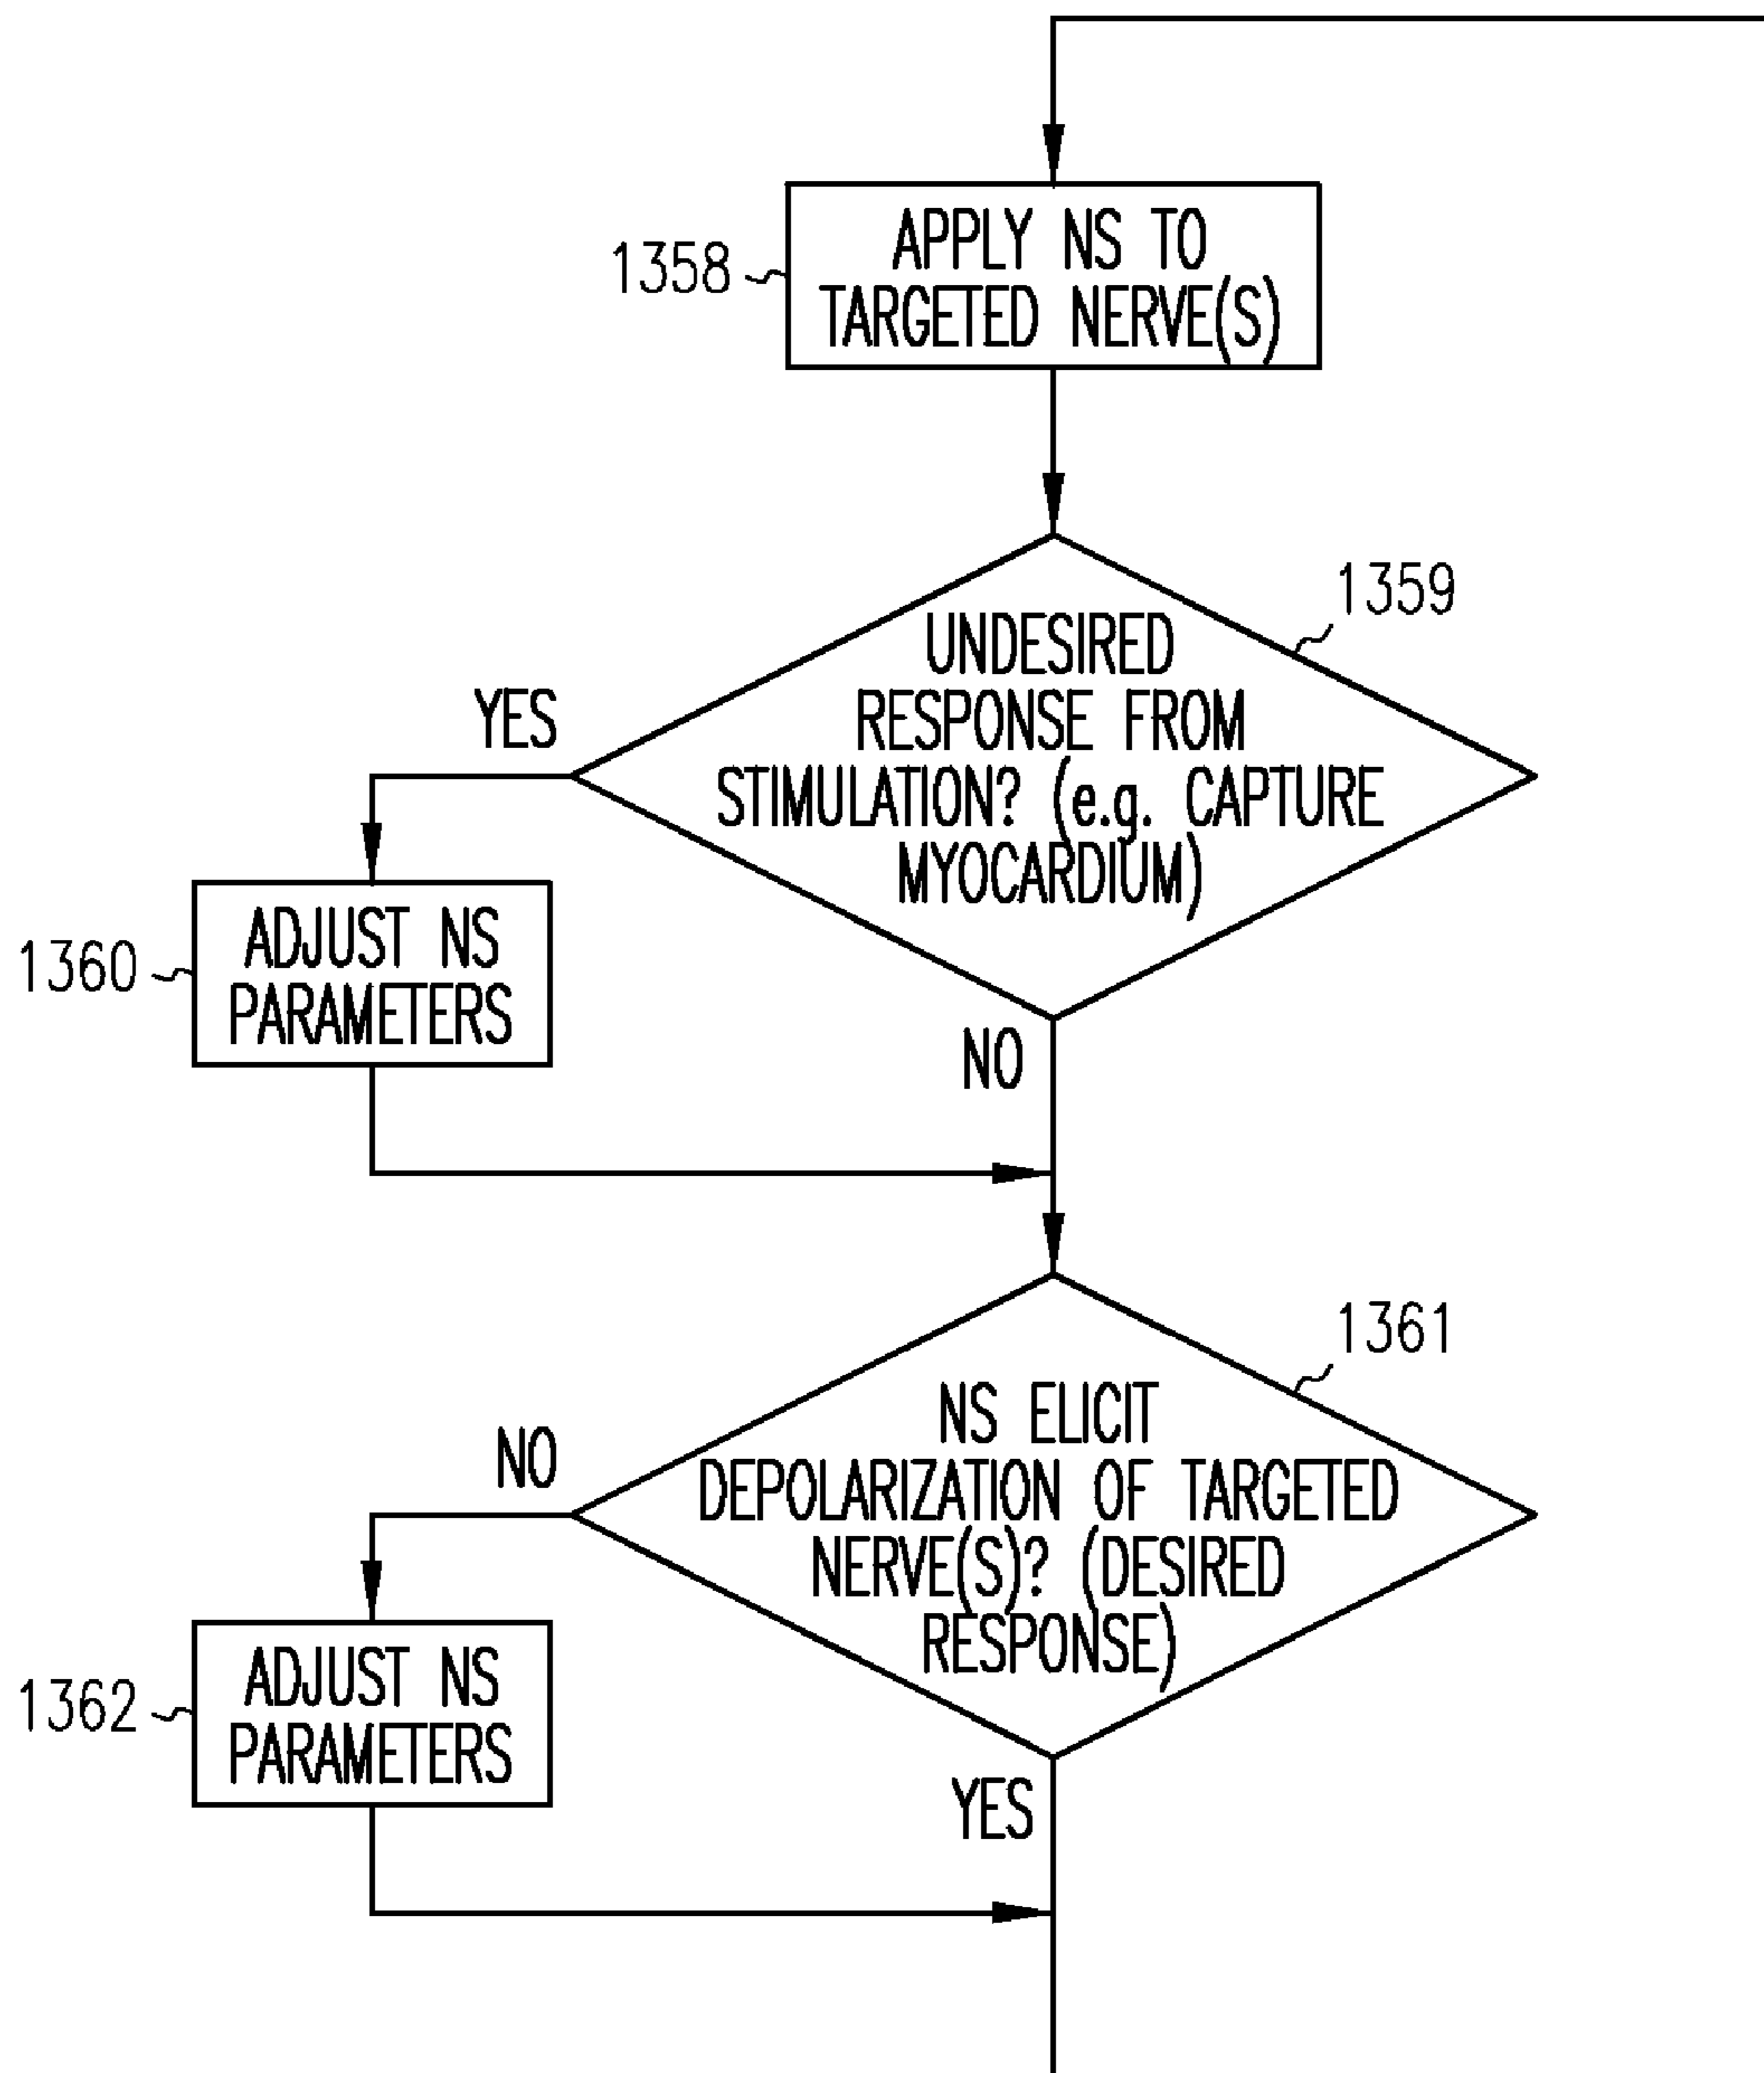 1358
APPLY NS TO
TARGETED NERVE(S)
1359
UNDESIRED
RESPONSE FROM
STIMULATION? (e.g. CAPTURE
MYOCARDIUM)
YES
1360
ADJUST NS
PARAMETERS
NO
1361
NS ELICIT
DEPOLARIZATION OF TARGETED
NERVE(S)? (DESIRED
RESPONSE)
NO
1362
ADJUST NS
PARAMETERS
YES